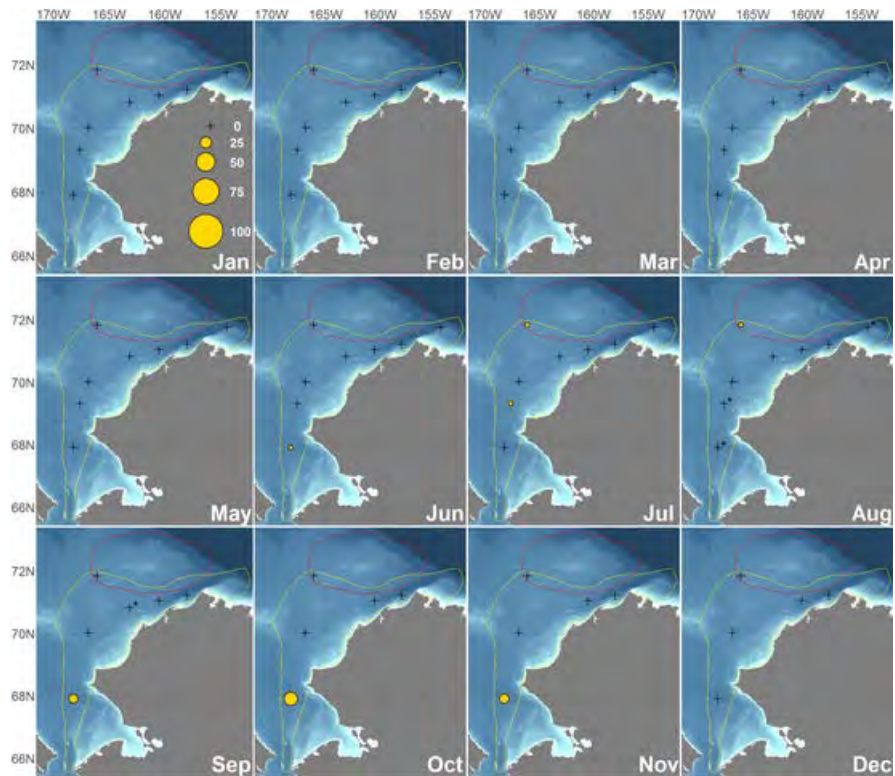 170W 165W 160W 155W 170W 165W 160W 155W 170W 165W 160W 155W 170W 165W 160W 155W
72N
70N
68N
66N
0
25
50
75
100
Jan Feb Mar Apr
72N
70N
68N
66N
May Jun Jul Aug
72N
70N
68N
66N
Sep Oct Nov Dec